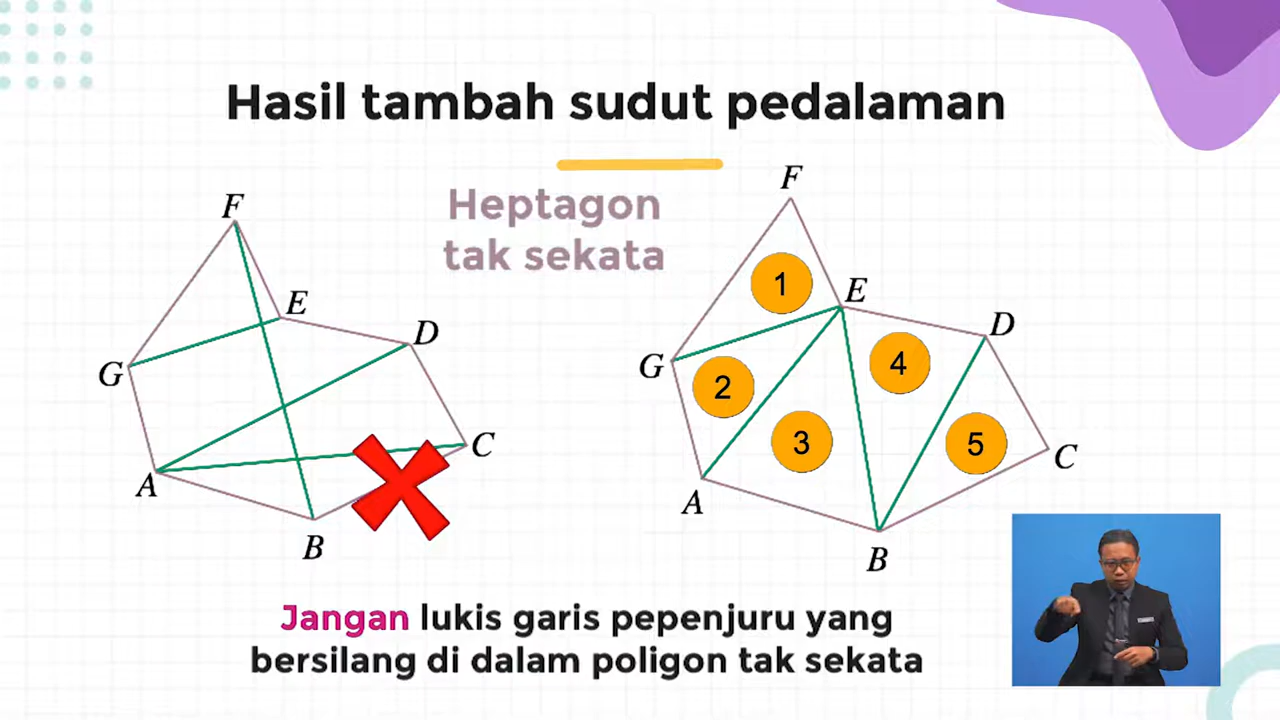 Hasil tambah sudut pedalaman
Heptagon
tak sekata
F
E
D
G
C
A
B
F
1
E
D
G
2
4
3
5
C
A
B
Jangan lukis garis pepenjuru yang
bersilang di dalam poligon tak sekata